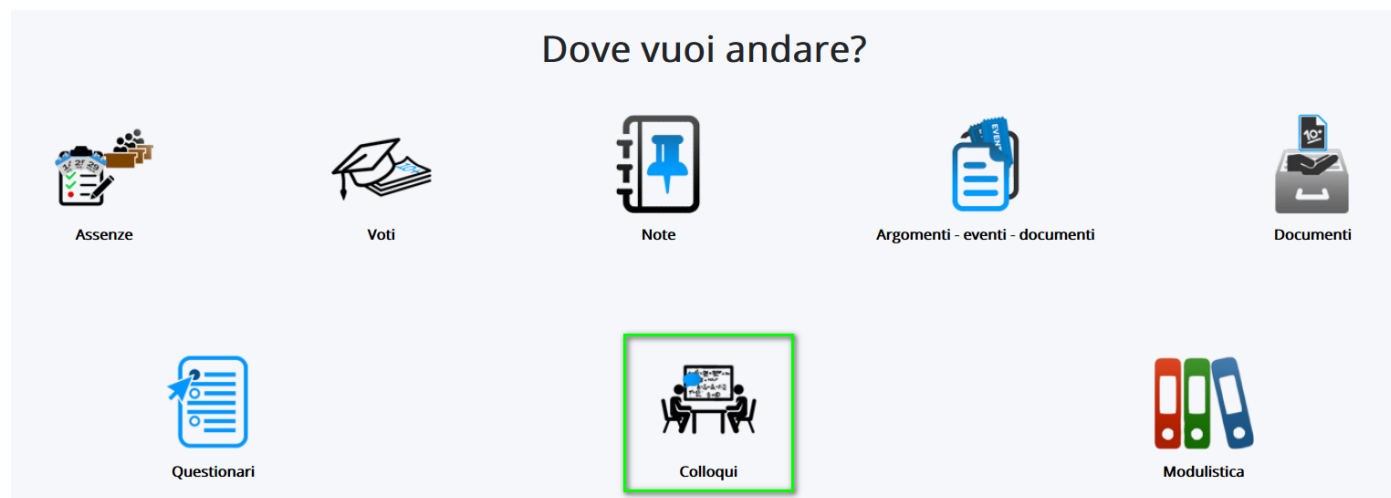 Dove vuoi andare?
Assenze
Voti
Note
Argomenti - eventi - documenti
Documenti
Questionari
Colloqui
Modulistica